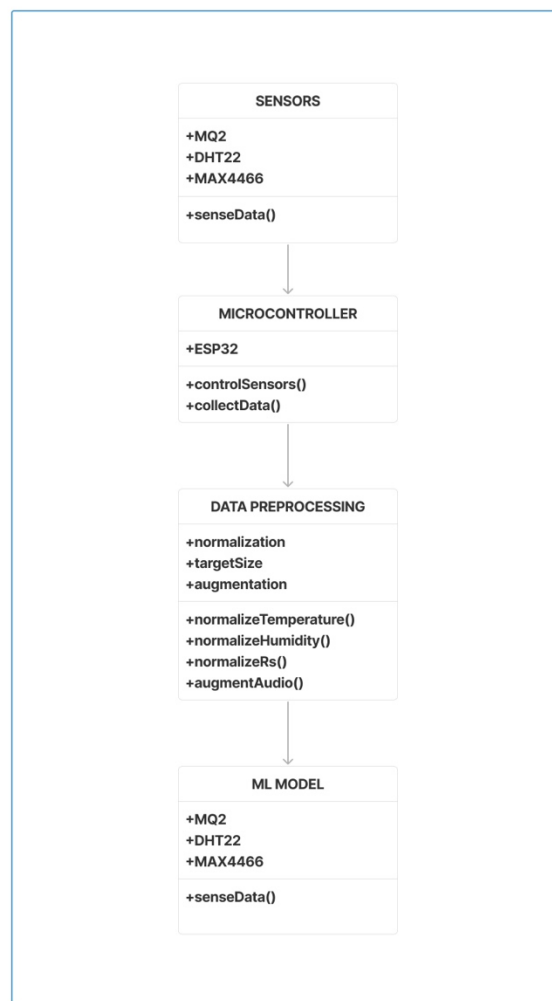 SENSORS
+MQ2
+DHT22
+MAX4466
+senseData()
MICROCONTROLLER
+ESP32
+controlSensors()
+collectData()
DATA PREPROCESSING
+normalization
+targetSize
+augmentation
+normalizeTemperature()
+normalizeHumidity()
+normalizeRs()
+augmentAudio()
ML MODEL
+MQ2
+DHT22
+MAX4466
+senseData()